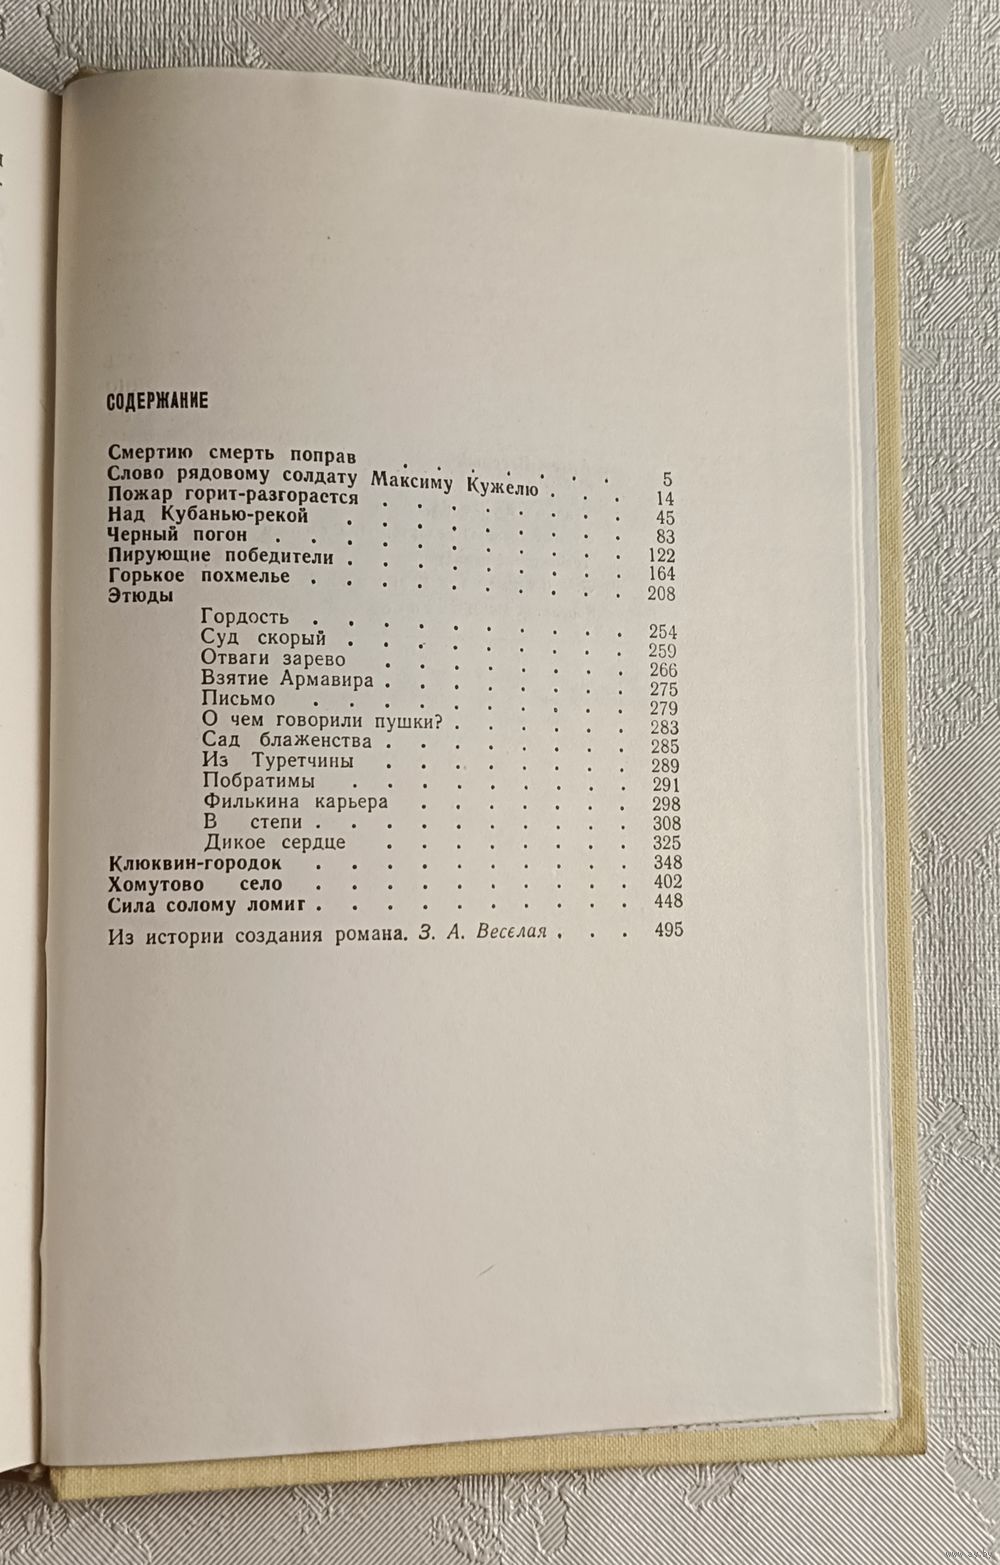 СОДЕРЖАНИЕ
Смертию смерть поправ . . . . . . . 5
Слово рядовому солдату Максиму Кужелю . . . 14
Пожар горит-разгорается . . . . . . . 45
Над Кубанью-рекой . . . . . . . . 83
Черный погон . . . . . . . . . . 122
Пирующие победители . . . . . . . . 164
Горькое похмелье . . . . . . . . . 208
Этюды
Гордость . . . . . . . . . 254
Суд скорый . . . . . . . . 259
Отваги зарево . . . . . . . 266
Взятие Армавира . . . . . . . 275
Письмо . . . . . . . . . 279
О чем говорили пушки? . . . . . 283
Сад блаженства . . . . . . . 285
Из Туретчины . . . . . . . 289
Побратимы . . . . . . . . 291
Филькина карьера . . . . . . 298
В степи . . . . . . . . . 308
Дикое сердце . . . . . . . 325
Клюквин-городок . . . . . . . . . 348
Хомутово село . . . . . . . . . 402
Сила солому ломит . . . . . . . . . 448
Из истории создания романа. З. А. Веселая . . . 495
www.ay.by